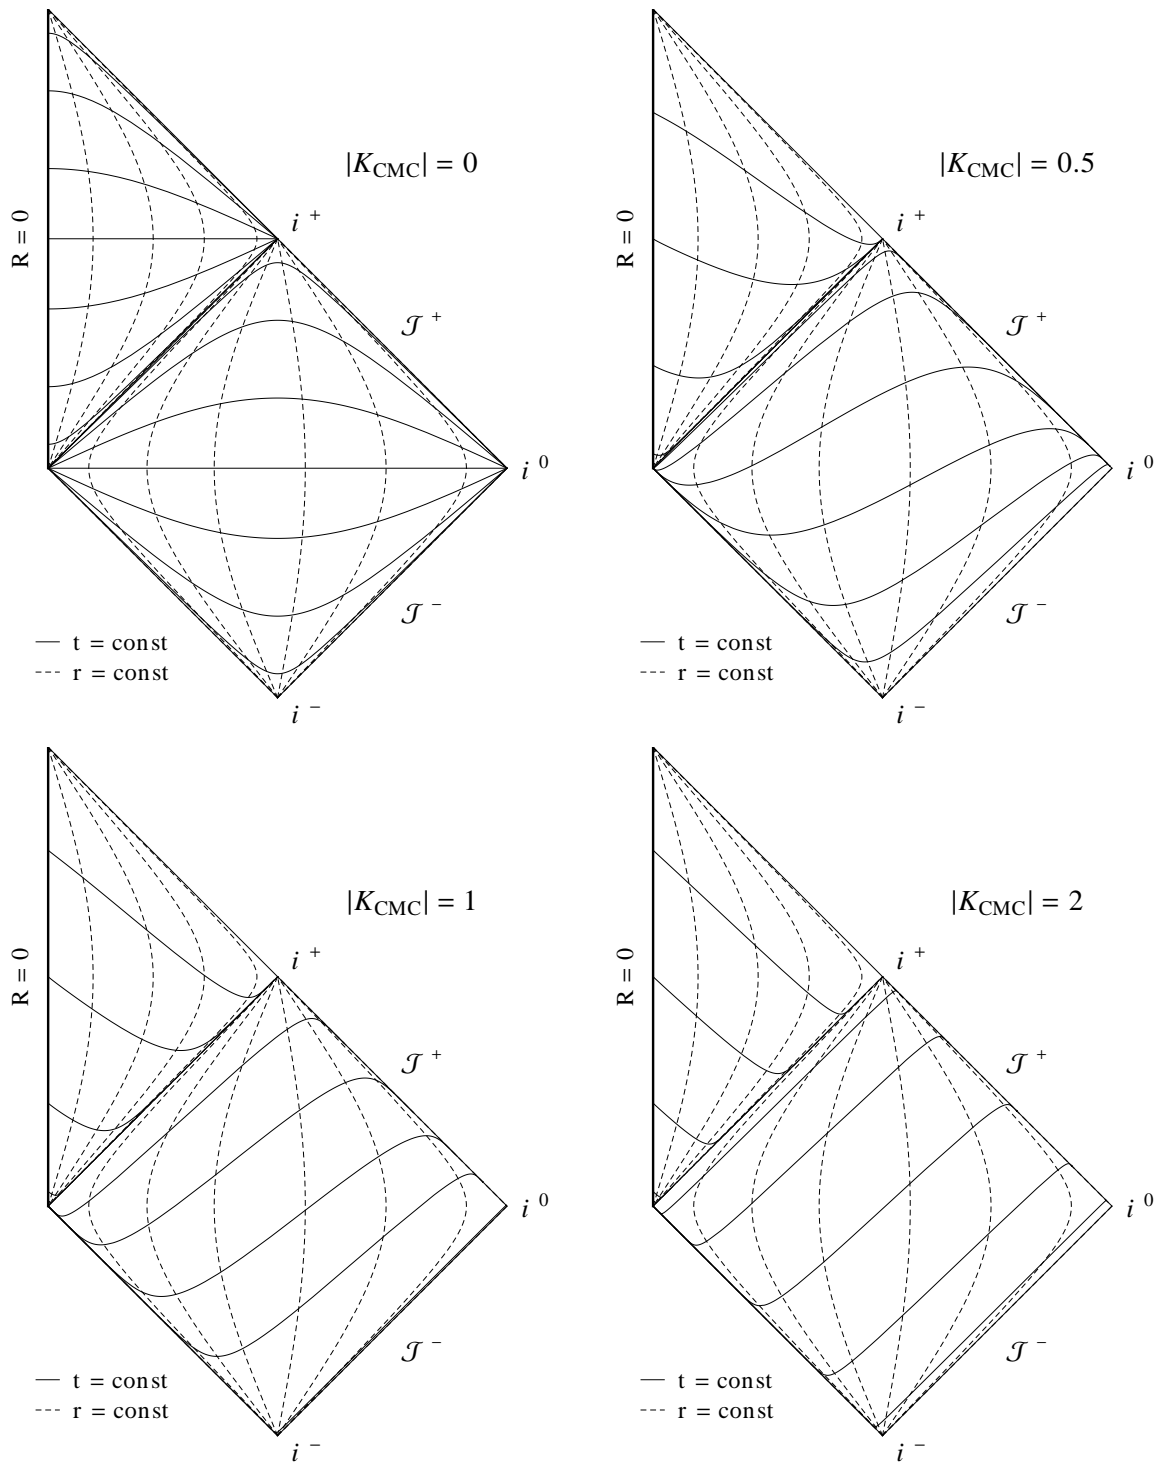 |K_CMC| = 0
R = 0
i +
𝒥 +
i 0
𝒥 −
t = const
r = const
i −
|K_CMC| = 0.5
R = 0
i +
𝒥 +
i 0
𝒥 −
t = const
r = const
i −
|K_CMC| = 1
R = 0
i +
𝒥 +
i 0
𝒥 −
t = const
r = const
i −
|K_CMC| = 2
R = 0
i +
𝒥 +
i 0
𝒥 −
t = const
r = const
i −